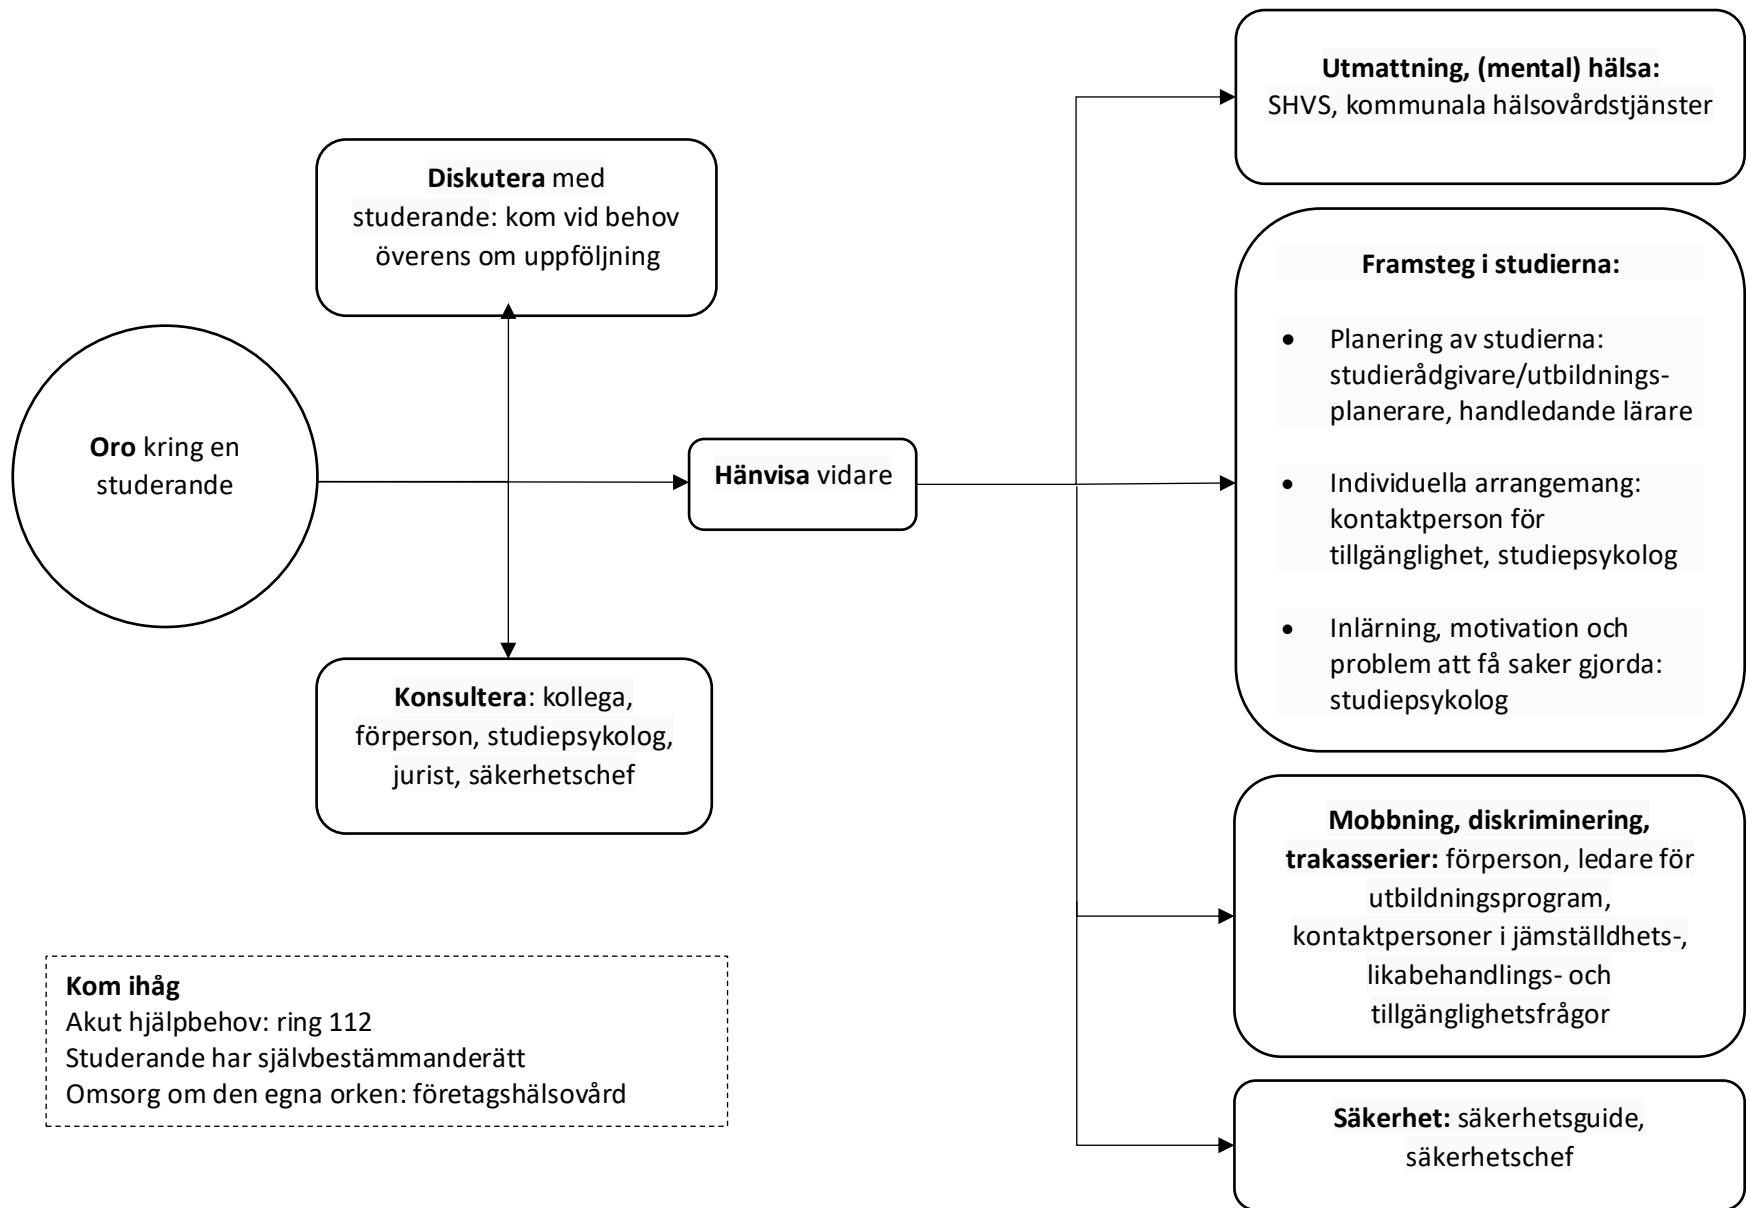 Oro kring en
studerande
Diskutera med
studerande: kom vid behov
överens om uppföljning
Konsultera: kollega,
förperson, studiepsykolog,
jurist, säkerhetschef
Hänvisa vidare
Utmattning, (mental) hälsa:
SHVS, kommunala hälsovårdstjänster
Framsteg i studierna:
• Planering av studierna:
studierådgivare/utbildnings-
planerare, handledande lärare
• Individuella arrangemang:
kontaktperson för
tillgänglighet, studiepsykolog
• Inlärning, motivation och
problem att få saker gjorda:
studiepsykolog
Mobbning, diskriminering,
trakasserier: förperson, ledare för
utbildningsprogram,
kontaktpersoner i jämställdhets-,
likabehandlings- och
tillgänglighetsfrågor
Säkerhet: säkerhetsguide,
säkerhetschef
Kom ihåg
Akut hjälpbehov: ring 112
Studerande har självbestämmanderätt
Omsorg om den egna orken: företagshälsovård